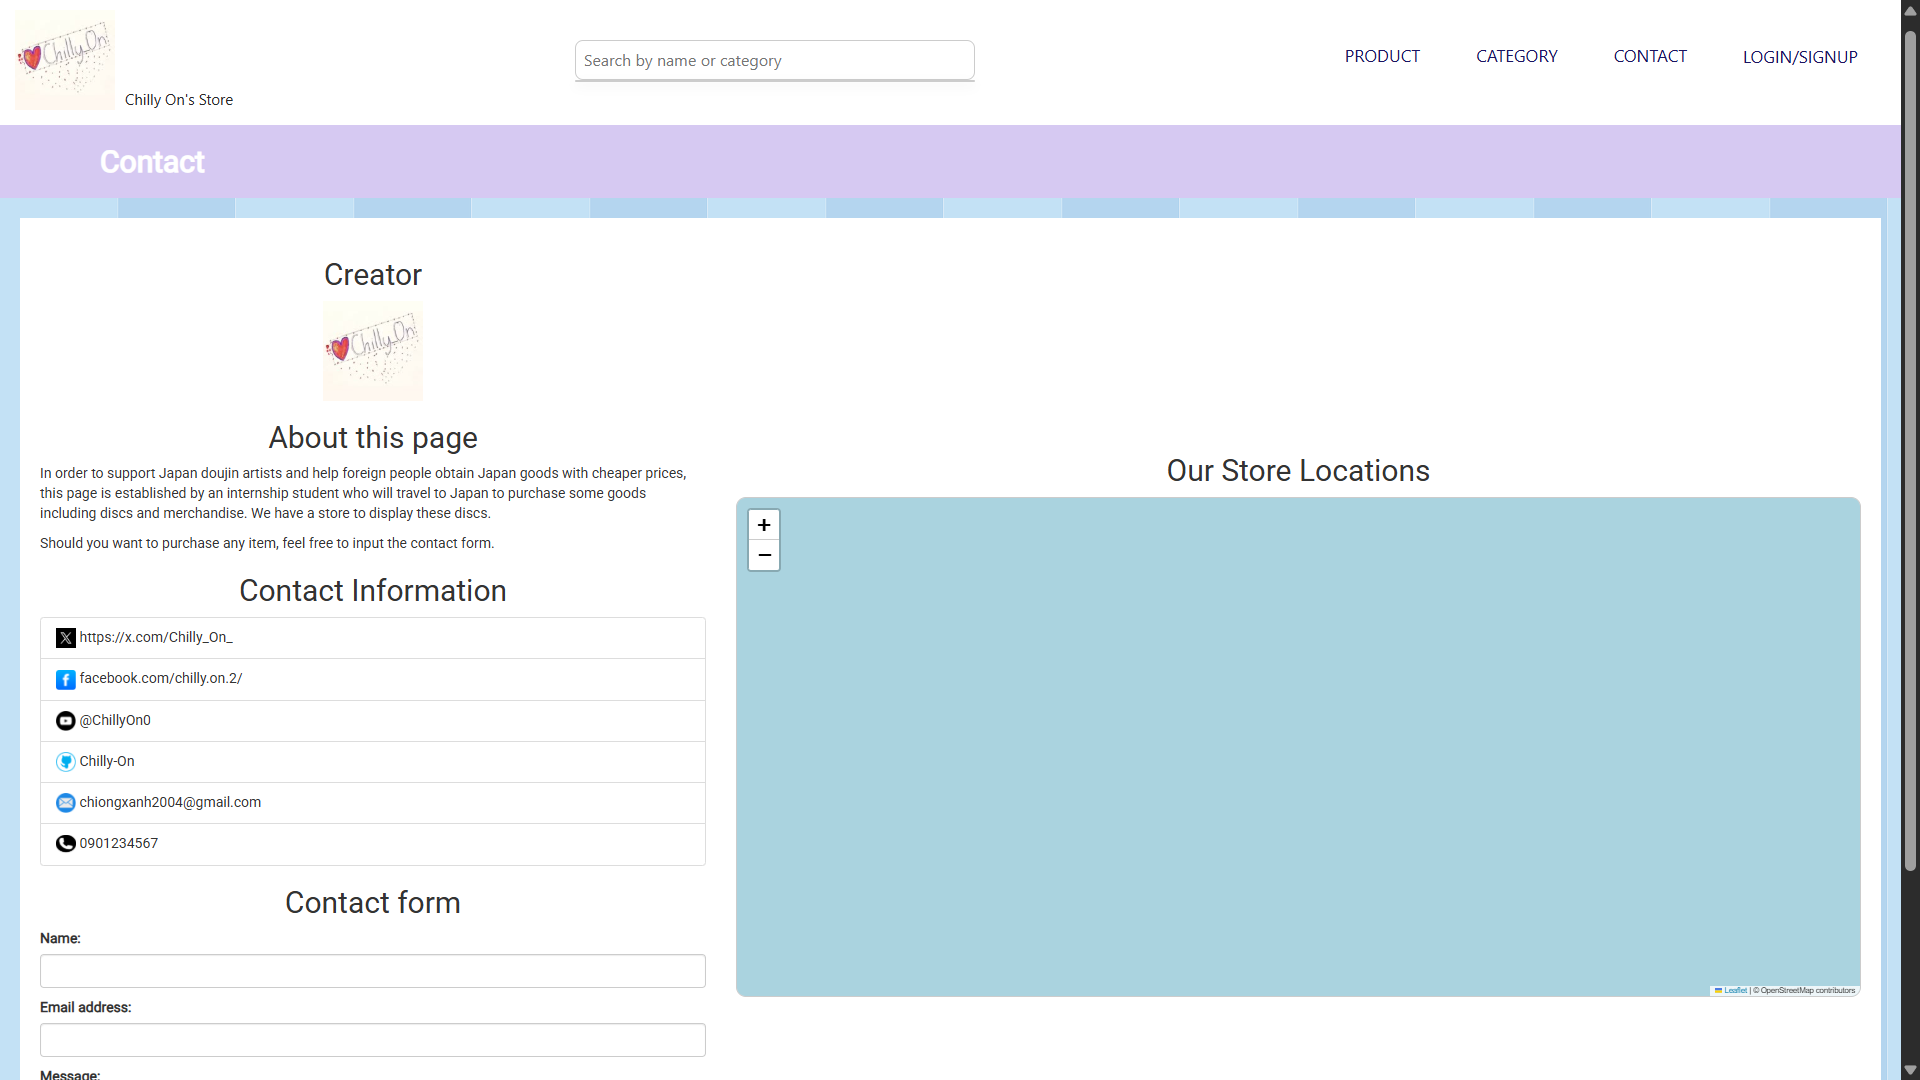 Chilly_On
Chilly On's Store
Search by name or category
PRODUCT
CATEGORY
CONTACT
LOGIN/SIGNUP
Contact
Creator
Chilly_On
About this page
In order to support Japan doujin artists and help foreign people obtain Japan goods with cheaper prices,
this page is established by an internship student who will travel to Japan to purchase some goods
including discs and merchandise. We have a store to display these discs.
Should you want to purchase any item, feel free to input the contact form.
Contact Information
https://x.com/Chilly_On_
facebook.com/chilly.on.2/
@ChillyOn0
Chilly-On
chiongxanh2004@gmail.com
0901234567
Contact form
Name:
Email address:
Message:
Our Store Locations
+
−
Leaflet | © OpenStreetMap contributors